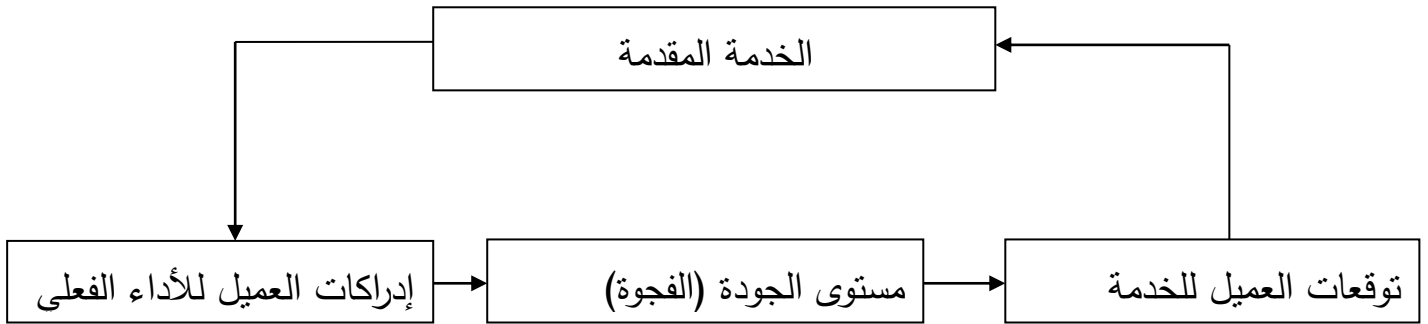 الخدمة المقدمة
توقعات العميل للخدمة
مستوى الجودة (الفجوة)
إدراكات العميل للأداء الفعلى